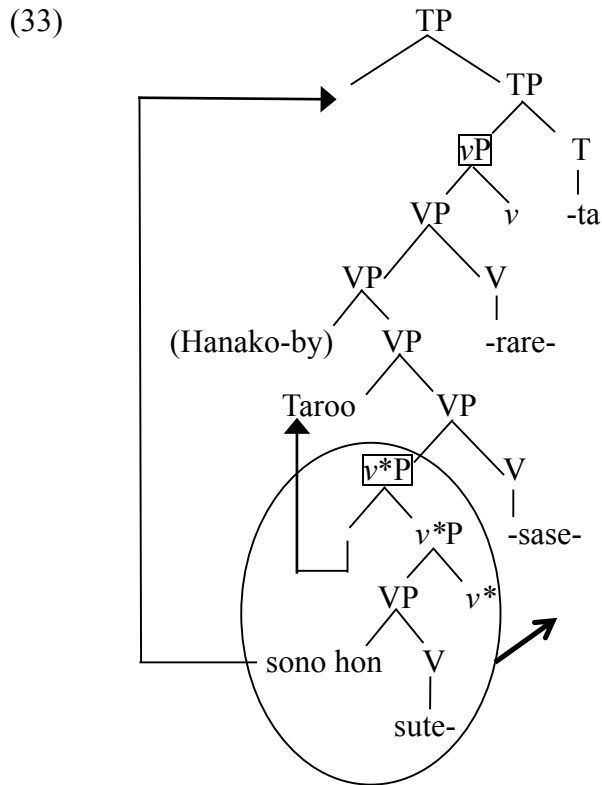 (33) TP
TP
vP T
VP v -ta
VP V
(Hanako-by) VP -rare-
Taroo VP
v*P V
v*P -sase-
VP v*
sono hon V
sute-